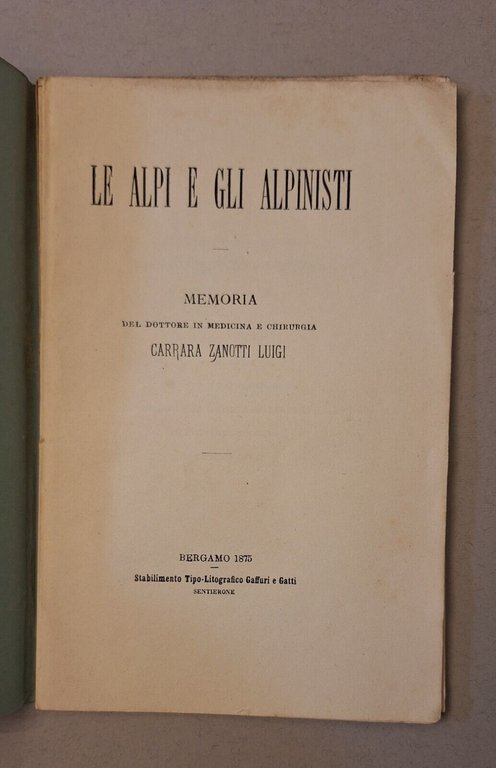 LE ALPI E GLI ALPINISTI
MEMORIA
DEL DOTTORE IN MEDICINA E CHIRURGIA
CARRARA ZANOTTI LUIGI
BERGAMO 1875
Stabilimento Tipo-Litografico Gaffuri e Gatti
SENTIERONE